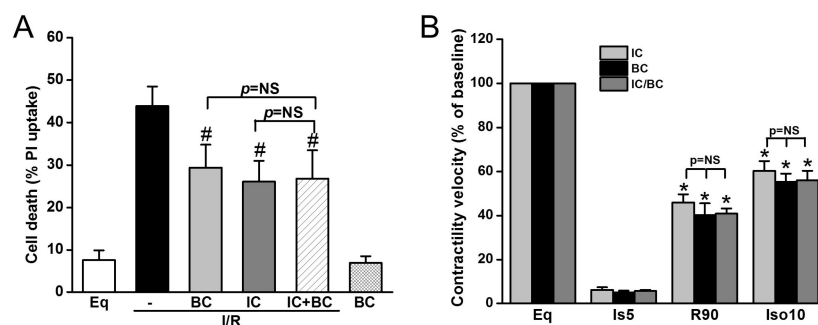 A
Cell death (% PI uptake)
60
50
40
30
20
10
0
p=NS
p=NS
#
#
#
Eq
-
BC
IC
IC+BC
BC
I/R
B
Contractility velocity (% of baseline)
120
100
80
60
40
20
0
IC
BC
IC/BC
p=NS
* * *
p=NS
* * *
Eq
Is5
R90
Iso10